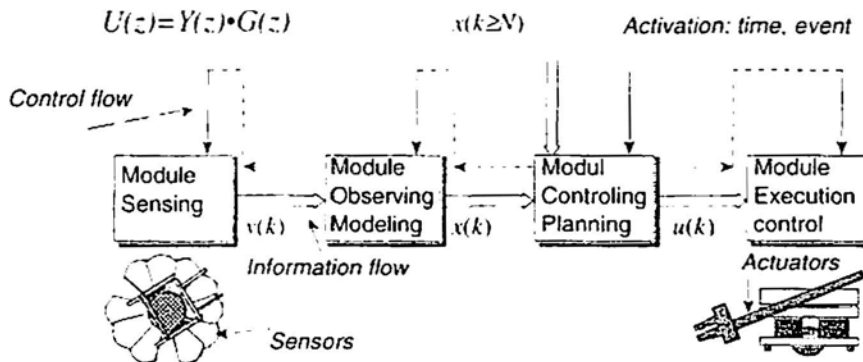 U(z)=Y(z)•G(z)
x(k≥N)
Activation: time, event
Control flow
Module
Sensing
Module
Observing
Modeling
Modul
Controling
Planning
Module
Execution
control
y(k)
x(k)
u(k)
Information flow
Actuators
Sensors